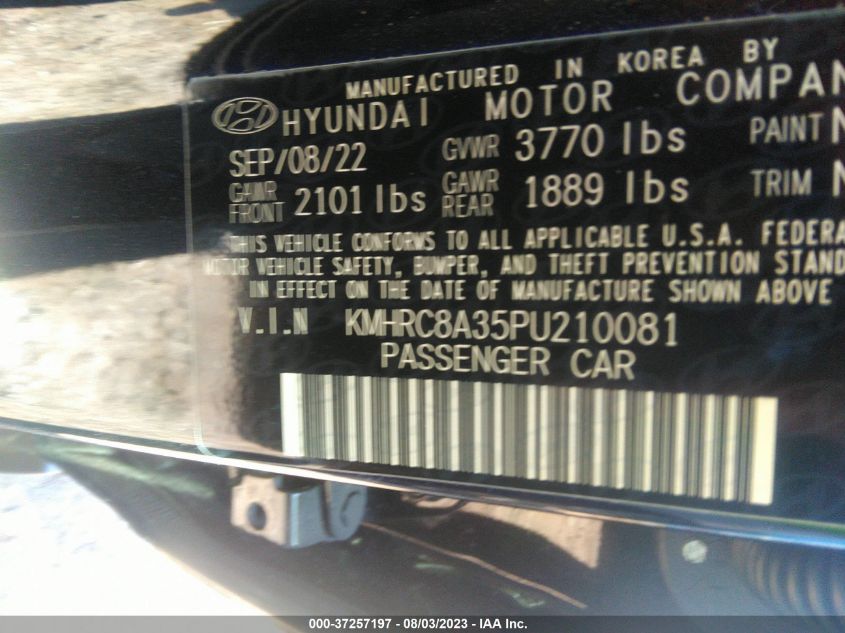 MANUFACTURED IN KOREA BY
HYUNDAI MOTOR COMPAN
SEP/08/22 GVWR 3770 lbs PAINT N
GAWR FRONT 2101 lbs GAWR REAR 1889 lbs TRIM N
THIS VEHICLE CONFORMS TO ALL APPLICABLE U.S.A. FEDERA
MOTOR VEHICLE SAFETY, BUMPER, AND THEFT PREVENTION STAND
IN EFFECT ON THE DATE OF MANUFACTURE SHOWN ABOVE
V.I.N KMHRC8A35PU210081
PASSENGER CAR
000-37257197 - 08/03/2023 - IAA Inc.